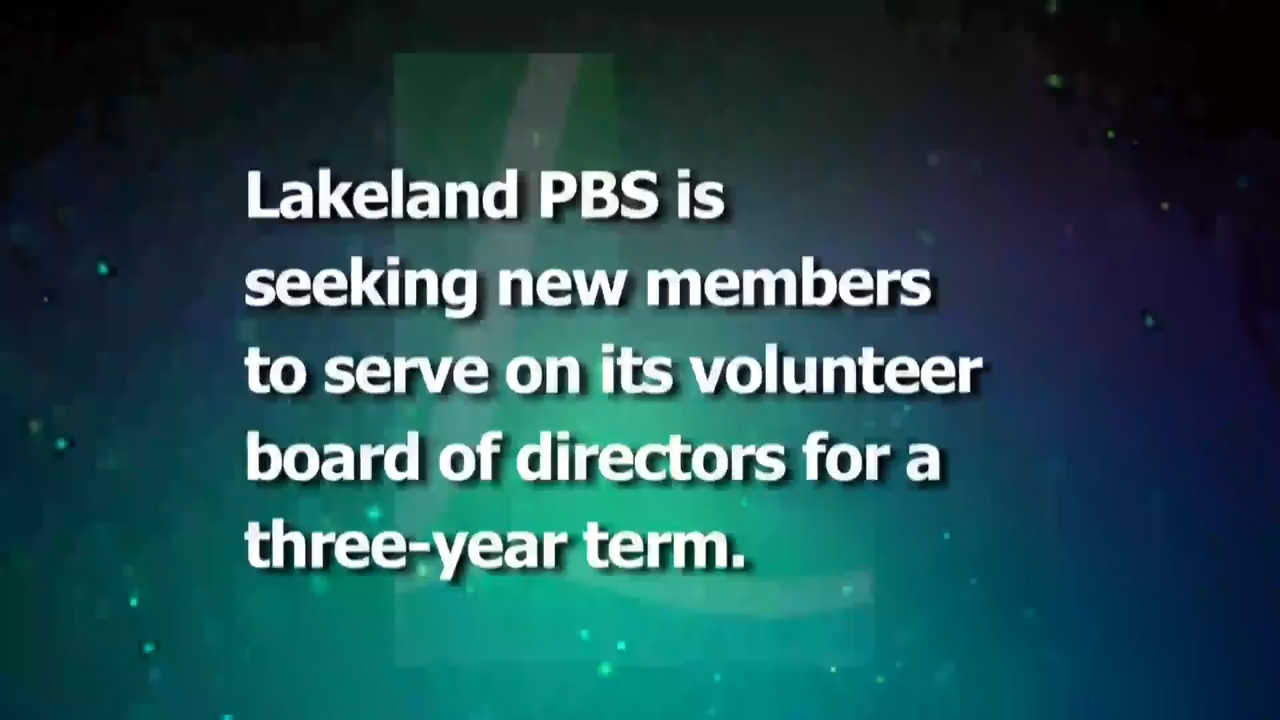 Lakeland PBS is
seeking new members
to serve on its volunteer
board of directors for a
three-year term.